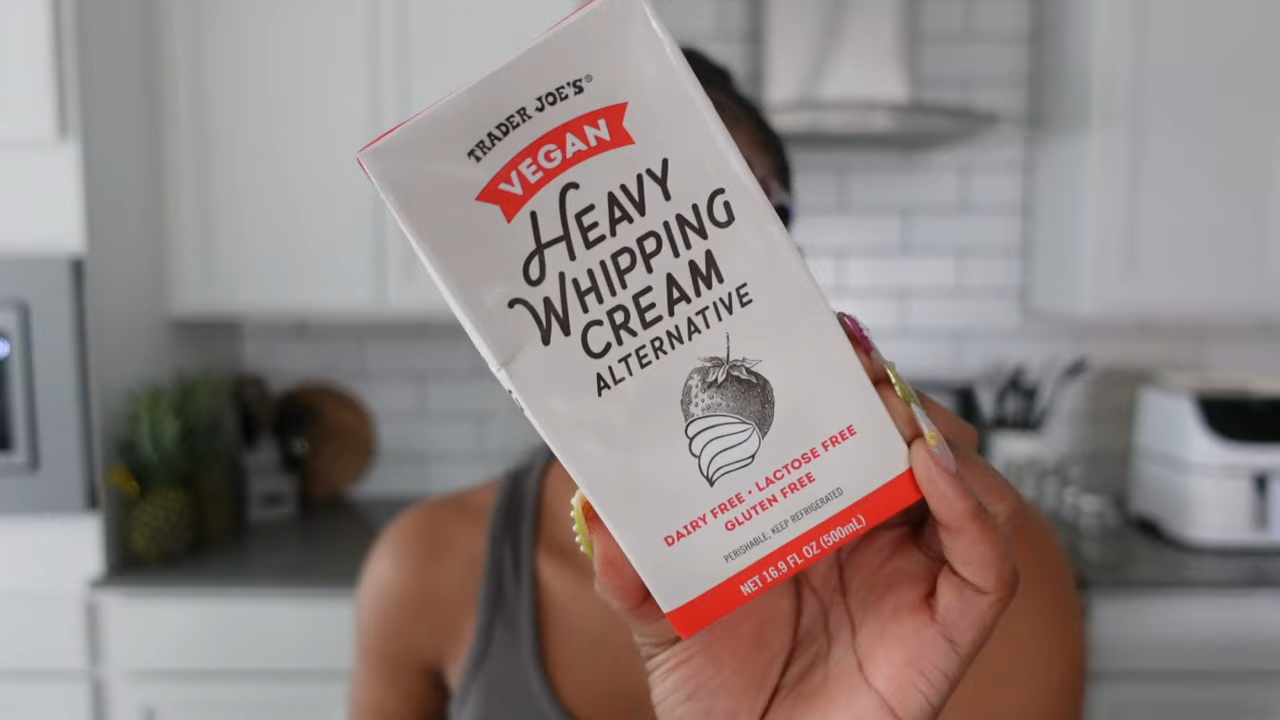 TRADER JOE'S®
VEGAN
HEAVY
WHIPPING
CREAM
ALTERNATIVE
DAIRY FREE • LACTOSE FREE
GLUTEN FREE
PERISHABLE, KEEP REFRIGERATED
NET 16.9 FL OZ (500mL)